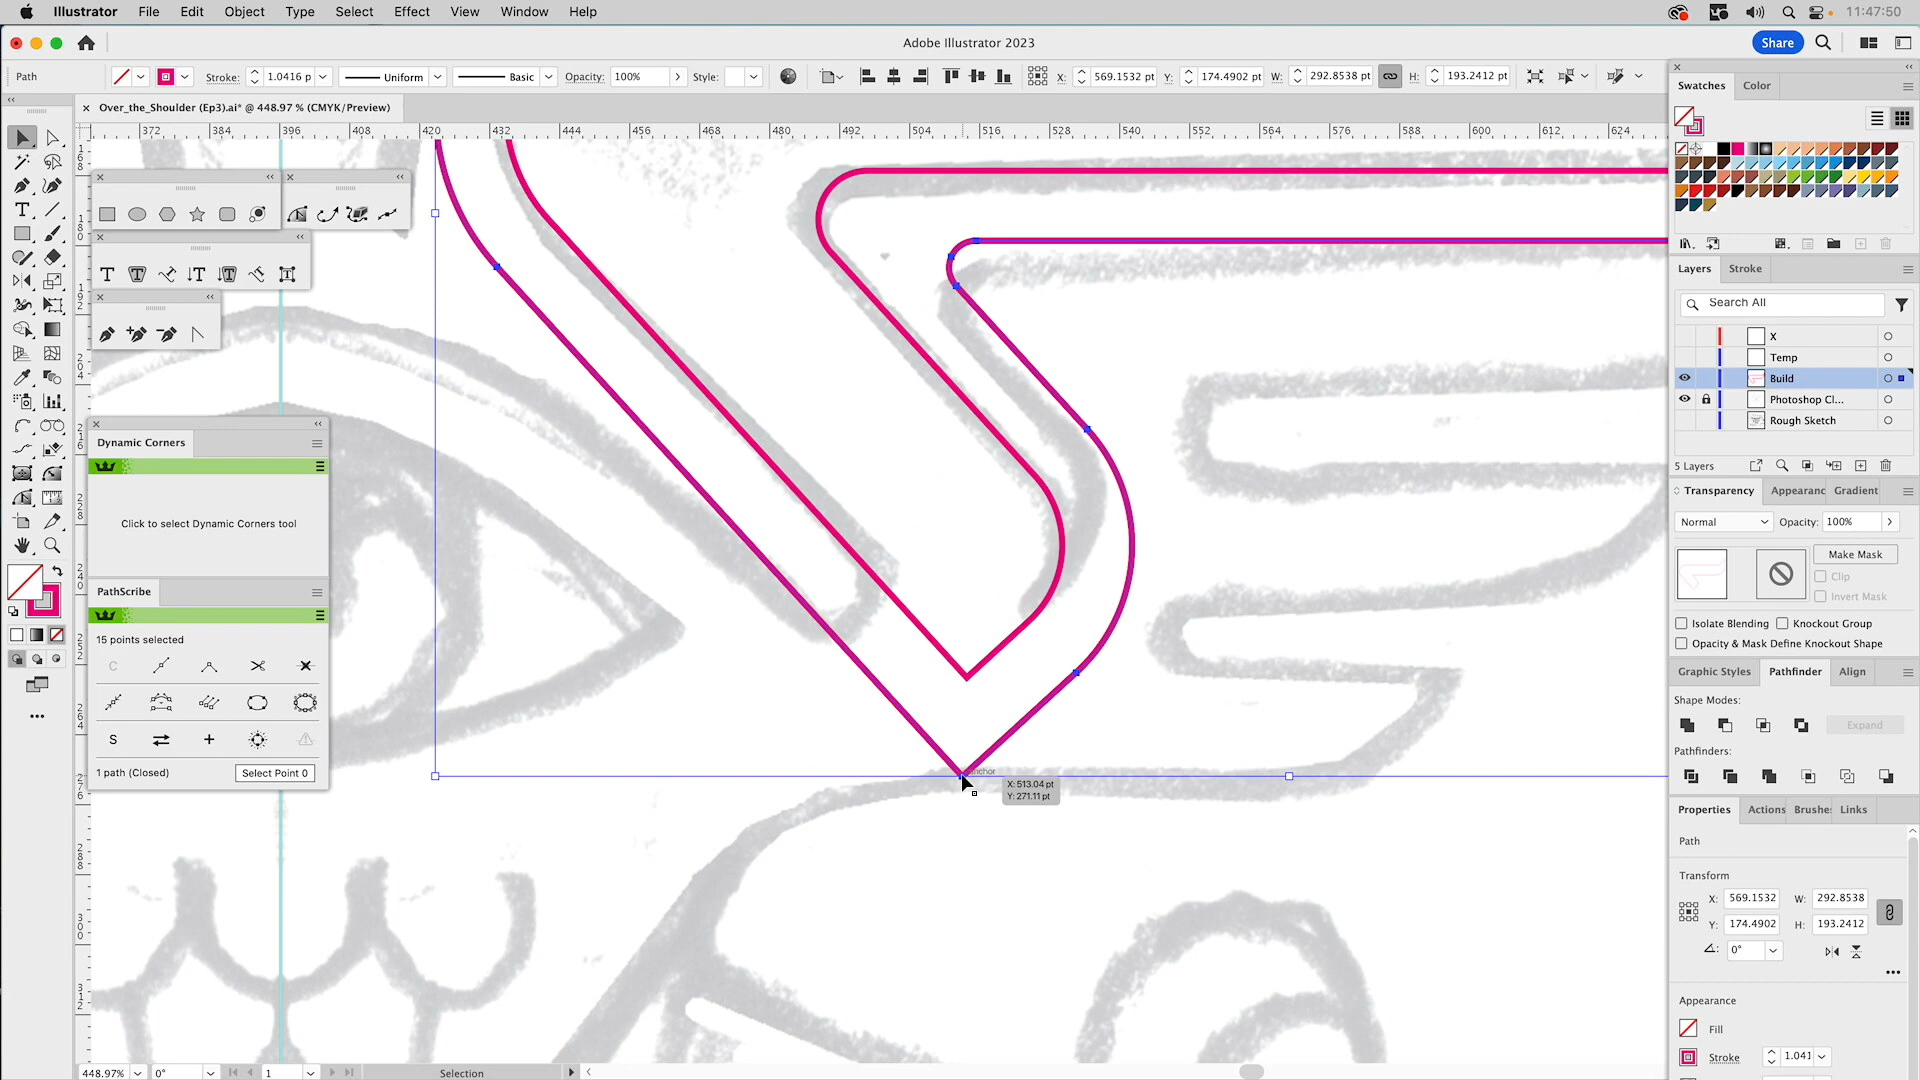 Illustrator File Edit Object Type Select Effect View Window Help 11:47:50
Adobe Illustrator 2023 Share
Path Stroke: 1.0416 p Uniform Basic Opacity: 100% Style: X: 569.1532 pt Y: 174.4902 pt W: 292.8538 pt H: 193.2412 pt
Over_the_Shoulder (Ep3).ai* @ 448.97 % (CMYK/Preview)
372 384 396 408 420 432 444 456 468 480 492 504 516 528 540 552 564 576 588 600 612 624
Swatches Color
Layers Stroke
Search All
X
Temp
Build
Photoshop Cl...
Rough Sketch
5 Layers
Transparency Appearanc Gradient
Normal Opacity: 100%
Make Mask
Clip
Invert Mask
Isolate Blending Knockout Group
Opacity & Mask Define Knockout Shape
Graphic Styles Pathfinder Align
Shape Modes:
Expand
Pathfinders:
Properties Actions Brushes Links
Path
Transform
X: 569.1532 W: 292.8538
Y: 174.4902 H: 193.2412
0°
Appearance
Fill
Stroke 1.041
Dynamic Corners
Click to select Dynamic Corners tool
PathScribe
15 points selected
1 path (Closed) Select Point 0
X: 513.04 pt
Y: 271.11 pt
448.97% 0° 1 Selection